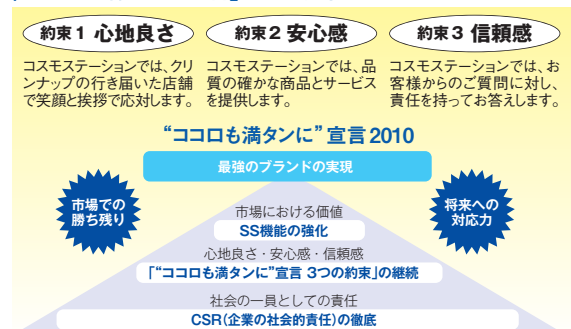 約束1 心地良さ
コスモステーションでは、クリ
ンナップの行き届いた店舗
で笑顔と挨拶で応対します。
約束2 安心感
コスモステーションでは、品
質の確かな商品とサービス
を提供します。
約束3 信頼感
コスモステーションでは、お
客様からのご質問に対し、
責任を持ってお答えします。
“ココロも満タンに”宣言2010
最強のブランドの実現
市場での
勝ち残り
将来への
対応力
市場における価値
SS機能の強化
心地良さ・安心感・信頼感
「“ココロも満タンに”宣言 3つの約束」の継続
社会の一員としての責任
CSR(企業の社会的責任)の徹底